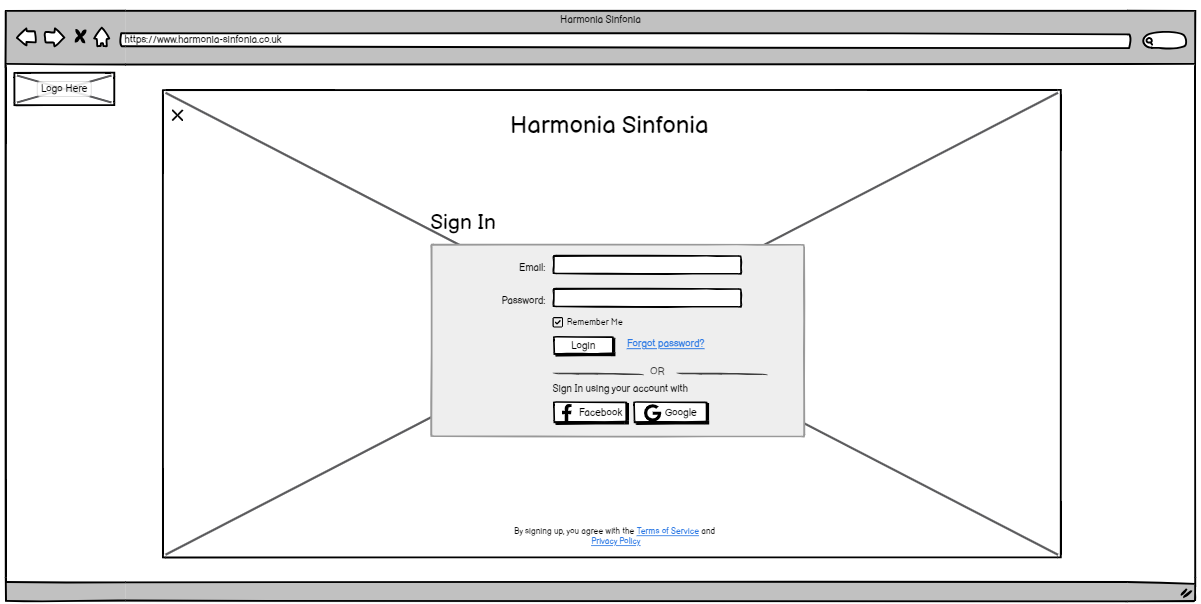 Harmonia Sinfonia
https://www.harmonia-sinfonia.co.uk
Logo Here
Harmonia Sinfonia
Sign In
Email:
Password:
Remember Me
Login Forgot password?
OR
Sign In using your account with
Facebook Google
By signing up, you agree with the Terms of Service and
Privacy Policy